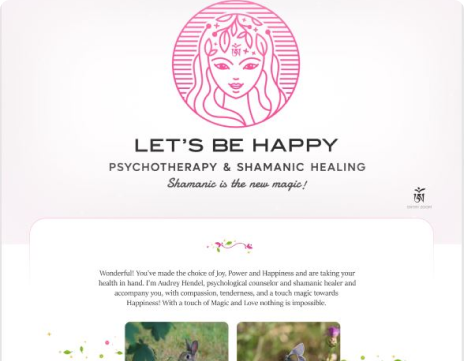 LET'S BE HAPPY
PSYCHOTHERAPY & SHAMANIC HEALING
Shamanic is the new magic!
Wonderful! You've made the choice of Joy, Power and Happiness and are taking your
health in hand. I'm Audrey Hendel, psychological counselor and shamanic healer and
accompany you, with compassion, tenderness, and a touch magic towards
Happiness! With a touch of Magic and Love nothing is impossible.